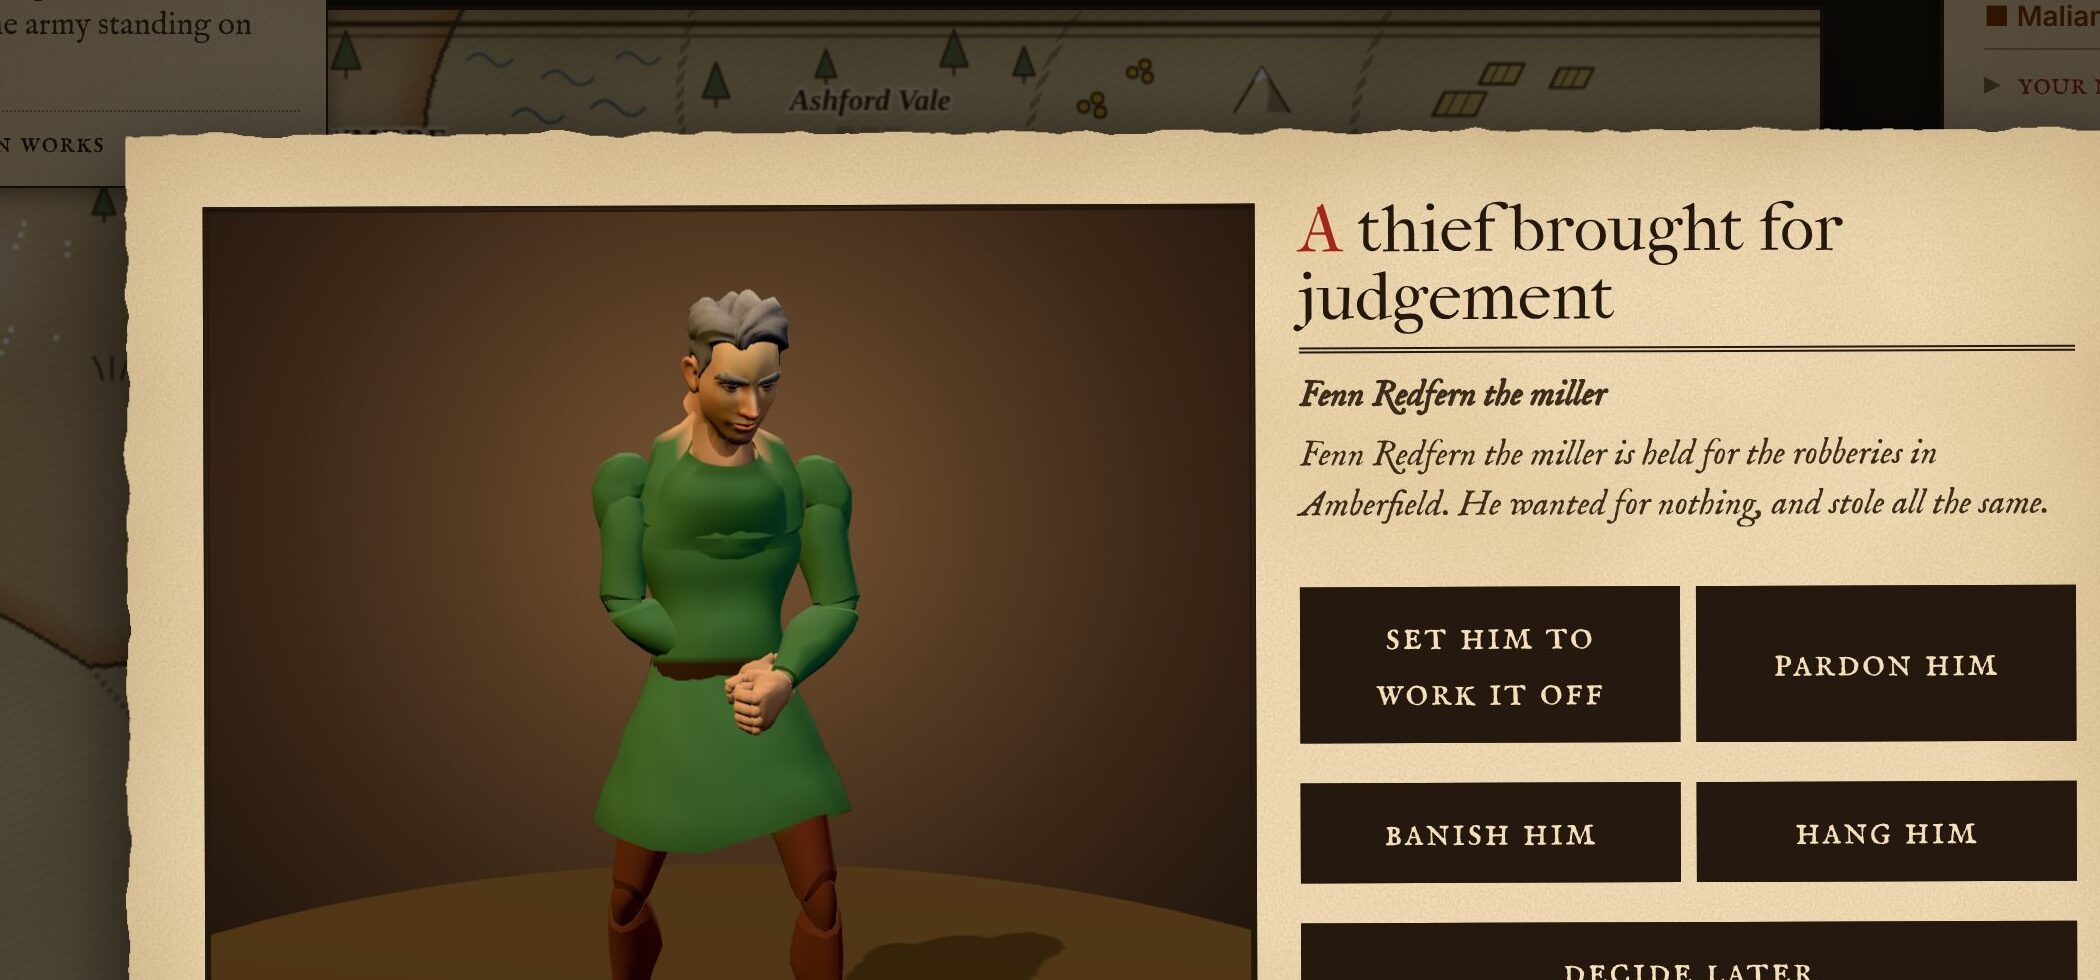 e army standing on
N WORKS
Ashford Vale
YOUR
A thief brought for
judgement
Fenn Redfern the miller
Fenn Redfern the miller is held for the robberies in
Amberfield. He wanted for nothing, and stole all the same.
SET HIM TO
WORK IT OFF
PARDON HIM
BANISH HIM
HANG HIM
DECIDE LATER